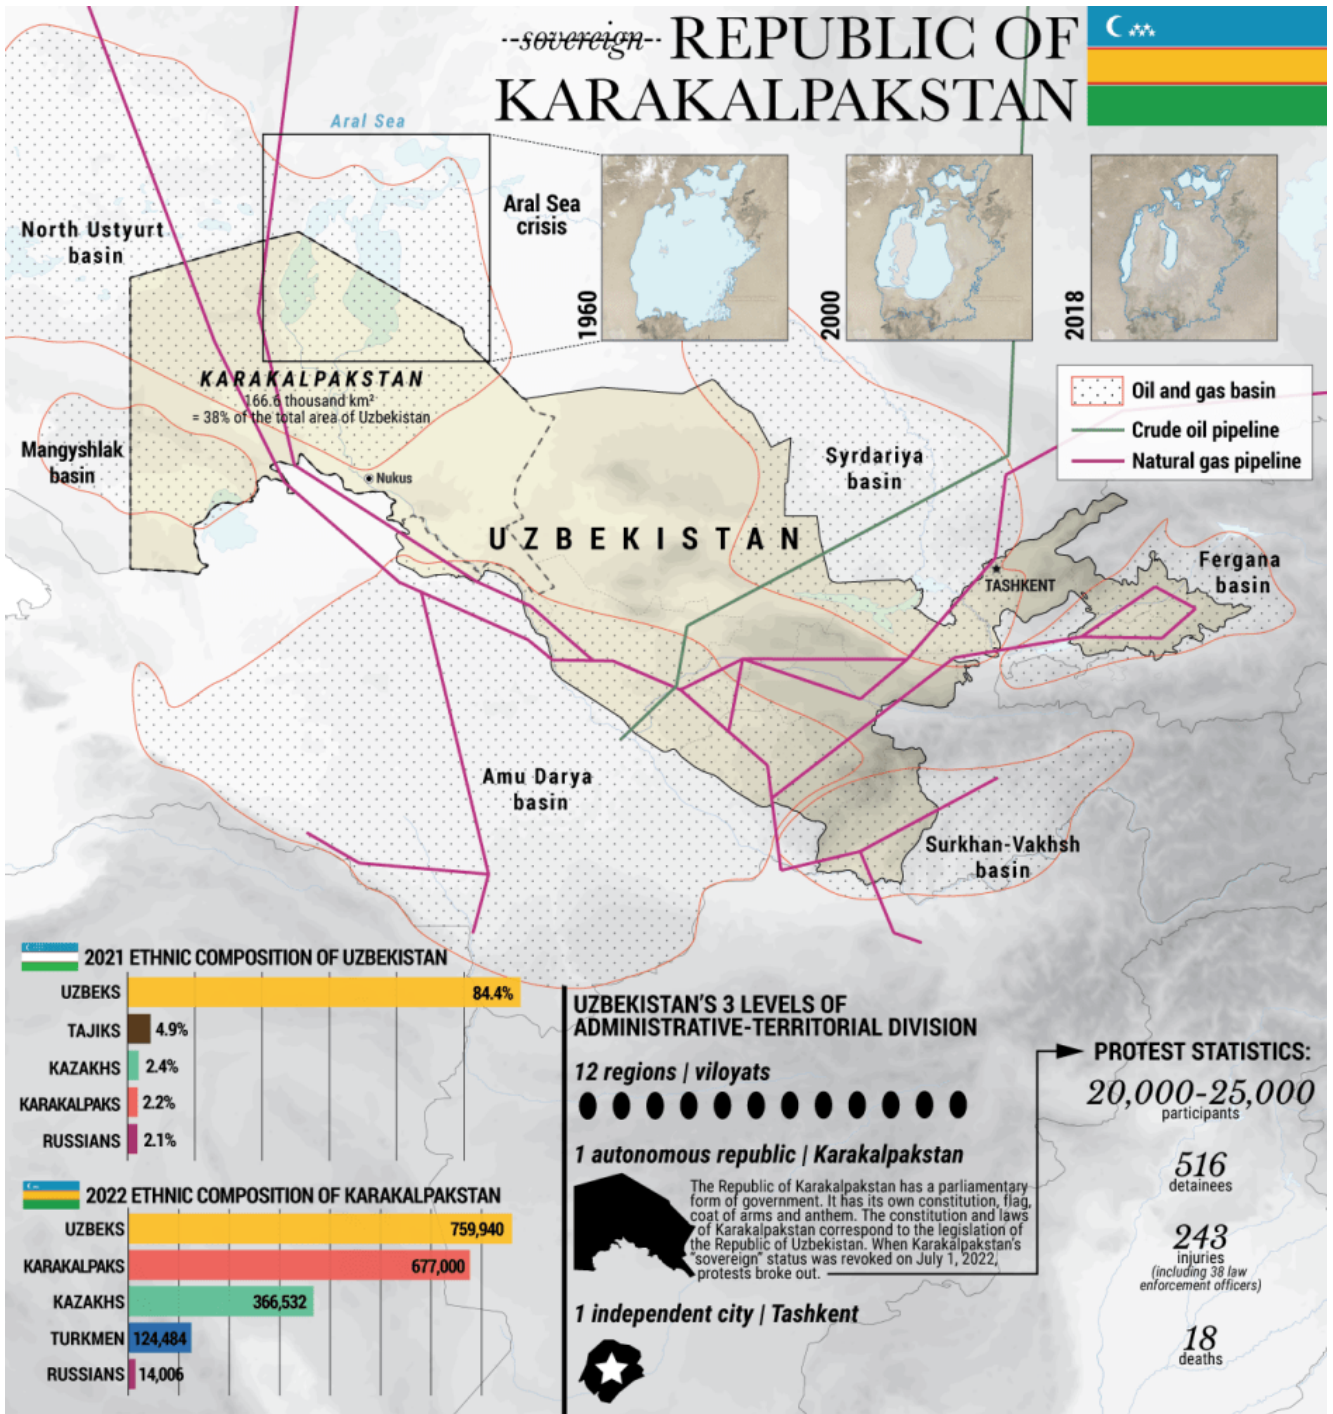 sovereign REPUBLIC OF
KARAKALPAKSTAN
Aral Sea
North Ustyurt
basin
Aral Sea
crisis
1960
2000
2018
KARAKALPAKSTAN
166.6 thousand km²
= 38% of the total area of Uzbekistan
Oil and gas basin
Crude oil pipeline
Natural gas pipeline
Mangyshlak
basin
Nukus
Syrdariya
basin
UZBEKISTAN
TASHKENT
Fergana
basin
Amu Darya
basin
Surkhan-Vakhsh
basin
2021 ETHNIC COMPOSITION OF UZBEKISTAN
UZBEKS 84.4%
TAJIKS 4.9%
KAZAKHS 2.4%
KARAKALPAKS 2.2%
RUSSIANS 2.1%
2022 ETHNIC COMPOSITION OF KARAKALPAKSTAN
UZBEKS 759,940
KARAKALPAKS 677,000
KAZAKHS 366,532
TURKMEN 124,484
RUSSIANS 14,006
UZBEKISTAN'S 3 LEVELS OF
ADMINISTRATIVE-TERRITORIAL DIVISION
12 regions | viloyats
1 autonomous republic | Karakalpakstan
The Republic of Karakalpakstan has a parliamentary
form of government. It has its own constitution, flag,
coat of arms and anthem. The constitution and laws
of Karakalpakstan correspond to the legislation of
the Republic of Uzbekistan. When Karakalpakstan's
"sovereign" status was revoked on July 1, 2022,
protests broke out.
1 independent city | Tashkent
PROTEST STATISTICS:
20,000-25,000
participants
516
detainees
243
injuries
(including 38 law
enforcement officers)
18
deaths